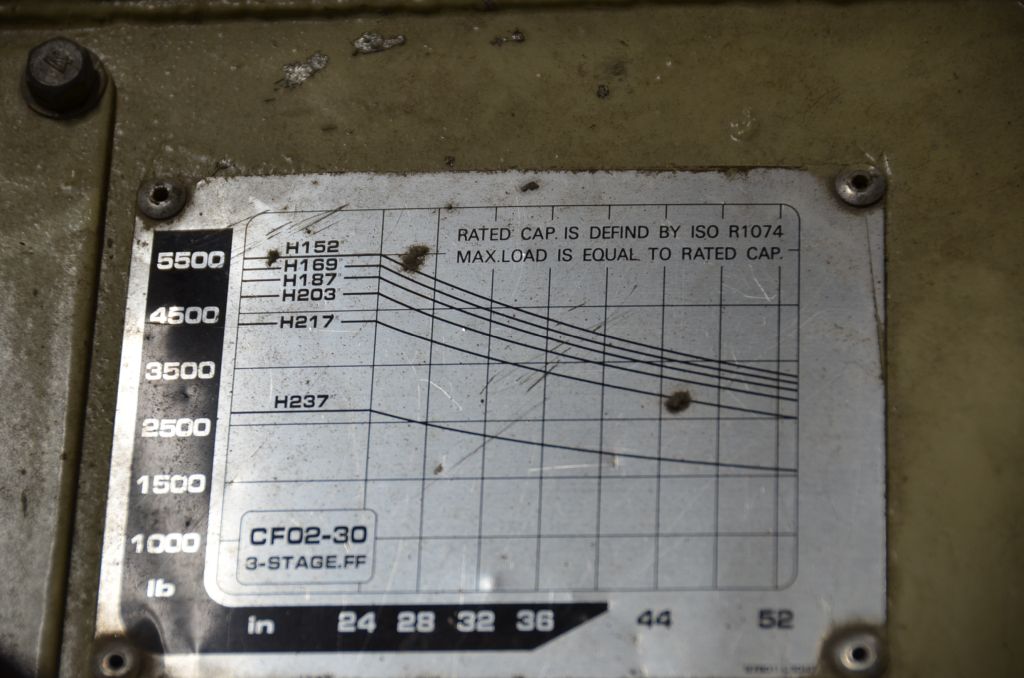 RATED CAP. IS DEFIND BY ISO R1074
MAX.LOAD IS EQUAL TO RATED CAP.
H152
5500
H169
H187
H203
4500
H217
3500
H237
2500
1500
CF02-30
1000
3-STAGE.FF
lb
in 24 28 32 36 44 52